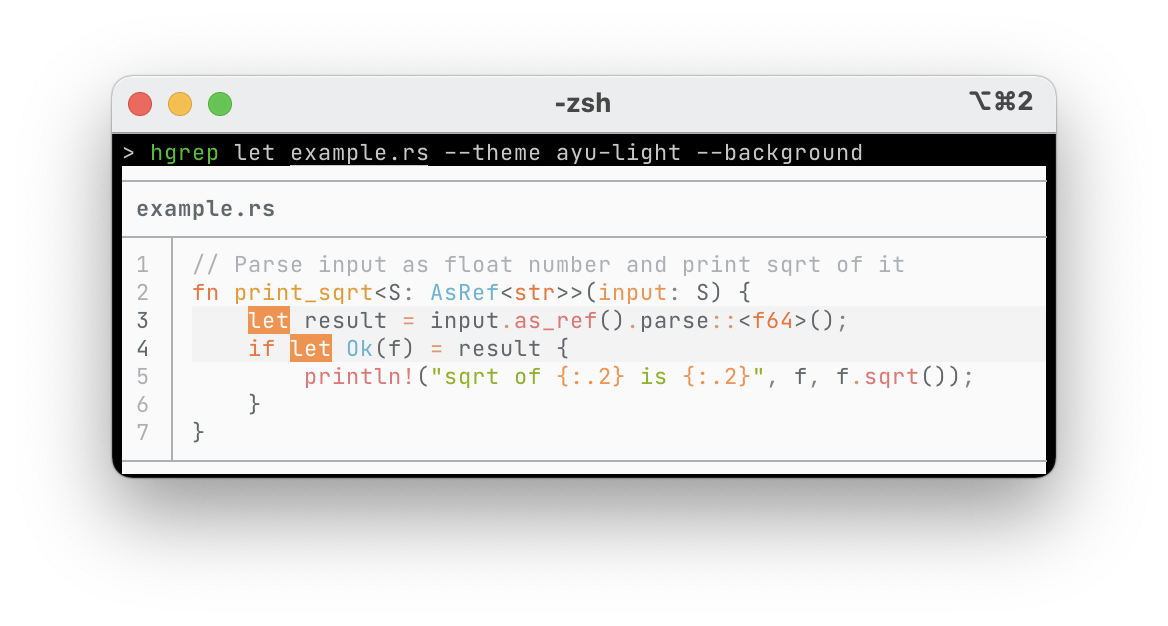 -zsh
⌥⌘2
> hgrep let example.rs --theme ayu-light --background
example.rs
1 // Parse input as float number and print sqrt of it
2 fn print_sqrt<S: AsRef<str>>(input: S) {
3     let result = input.as_ref().parse::<f64>();
4     if let Ok(f) = result {
5         println!("sqrt of {:.2} is {:.2}", f, f.sqrt());
6     }
7 }